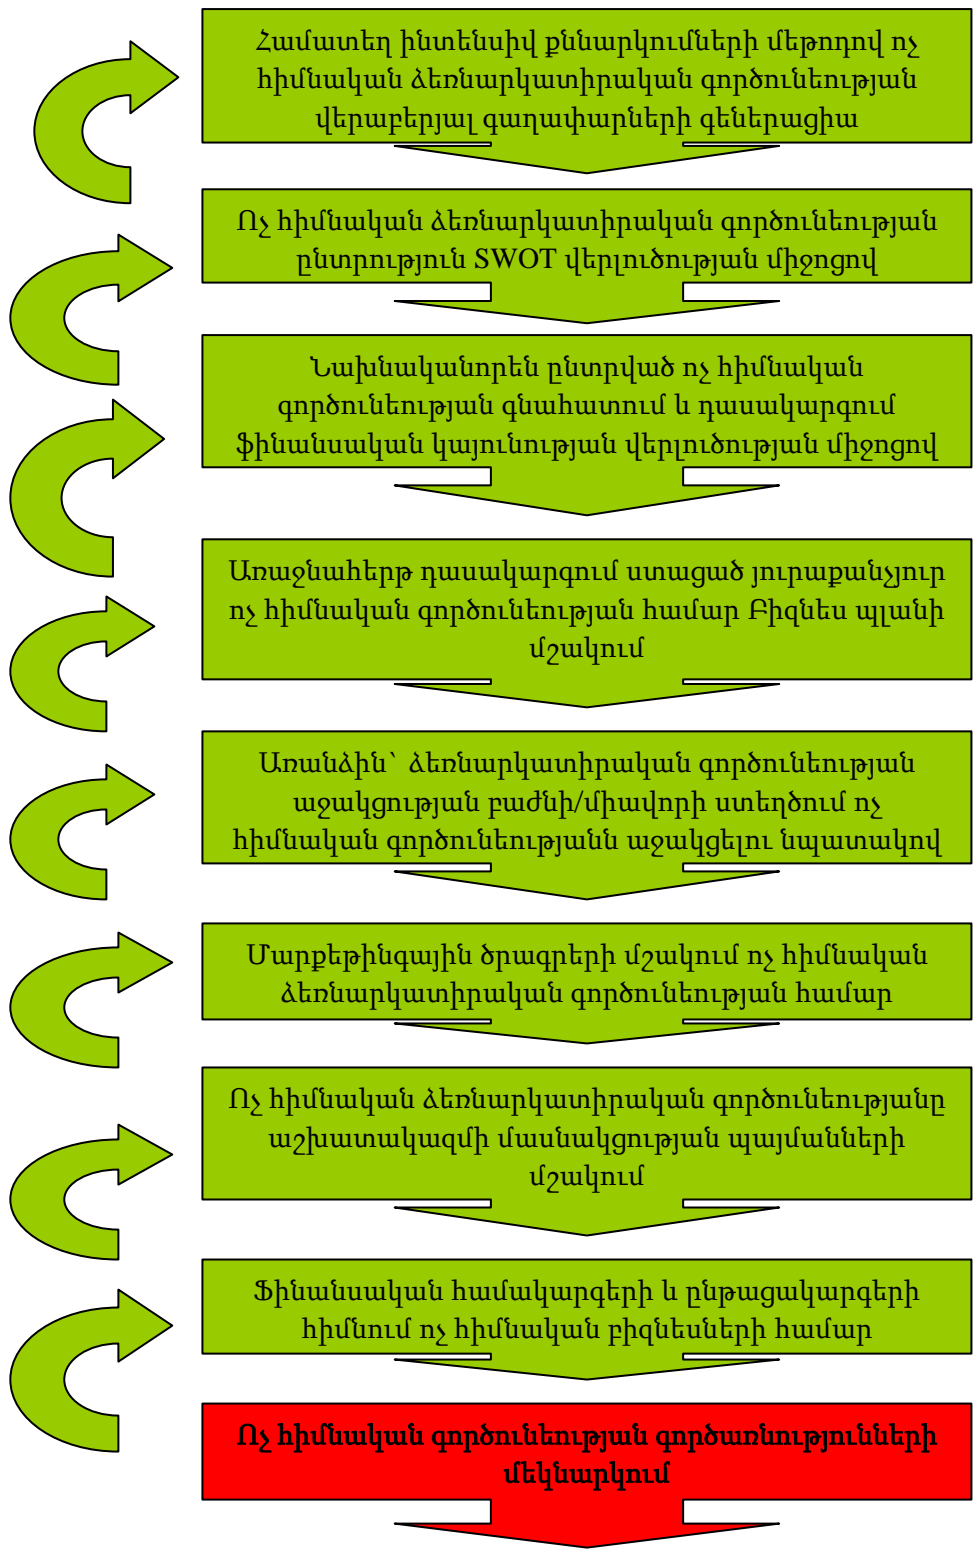 Համատեղ ինտենսիվ քննարկումների մեթոդով ոչ
հիմնական ձեռնարկատիրական գործունեության
վերաբերյալ գաղափարների գեներացիա
Ոչ հիմնական ձեռնարկատիրական գործունեության
ընտրություն SWOT վերլուծության միջոցով
Նախնականորեն ընտրված ոչ հիմնական
գործունեության գնահատում և դասակարգում
ֆինանսական կայունության վերլուծության միջոցով
Առաջնահերթ դասակարգում ստացած յուրաքանչյուր
ոչ հիմնական գործունեության համար Բիզնես պլանի
մշակում
Առանձին՝ ձեռնարկատիրական գործունեության
աջակցության բաժնի/միավորի ստեղծում ոչ
հիմնական գործունեությանն աջակցելու նպատակով
Մարքեթինգային ծրագրերի մշակում ոչ հիմնական
ձեռնարկատիրական գործունեության համար
Ոչ հիմնական ձեռնարկատիրական գործունեությանը
աշխատակազմի մասնակցության պայմանների
մշակում
Ֆինանսական համակարգերի և ընթացակարգերի
հիմնում ոչ հիմնական բիզնեսների համար
Ոչ հիմնական գործունեության գործառնությունների
մեկնարկում